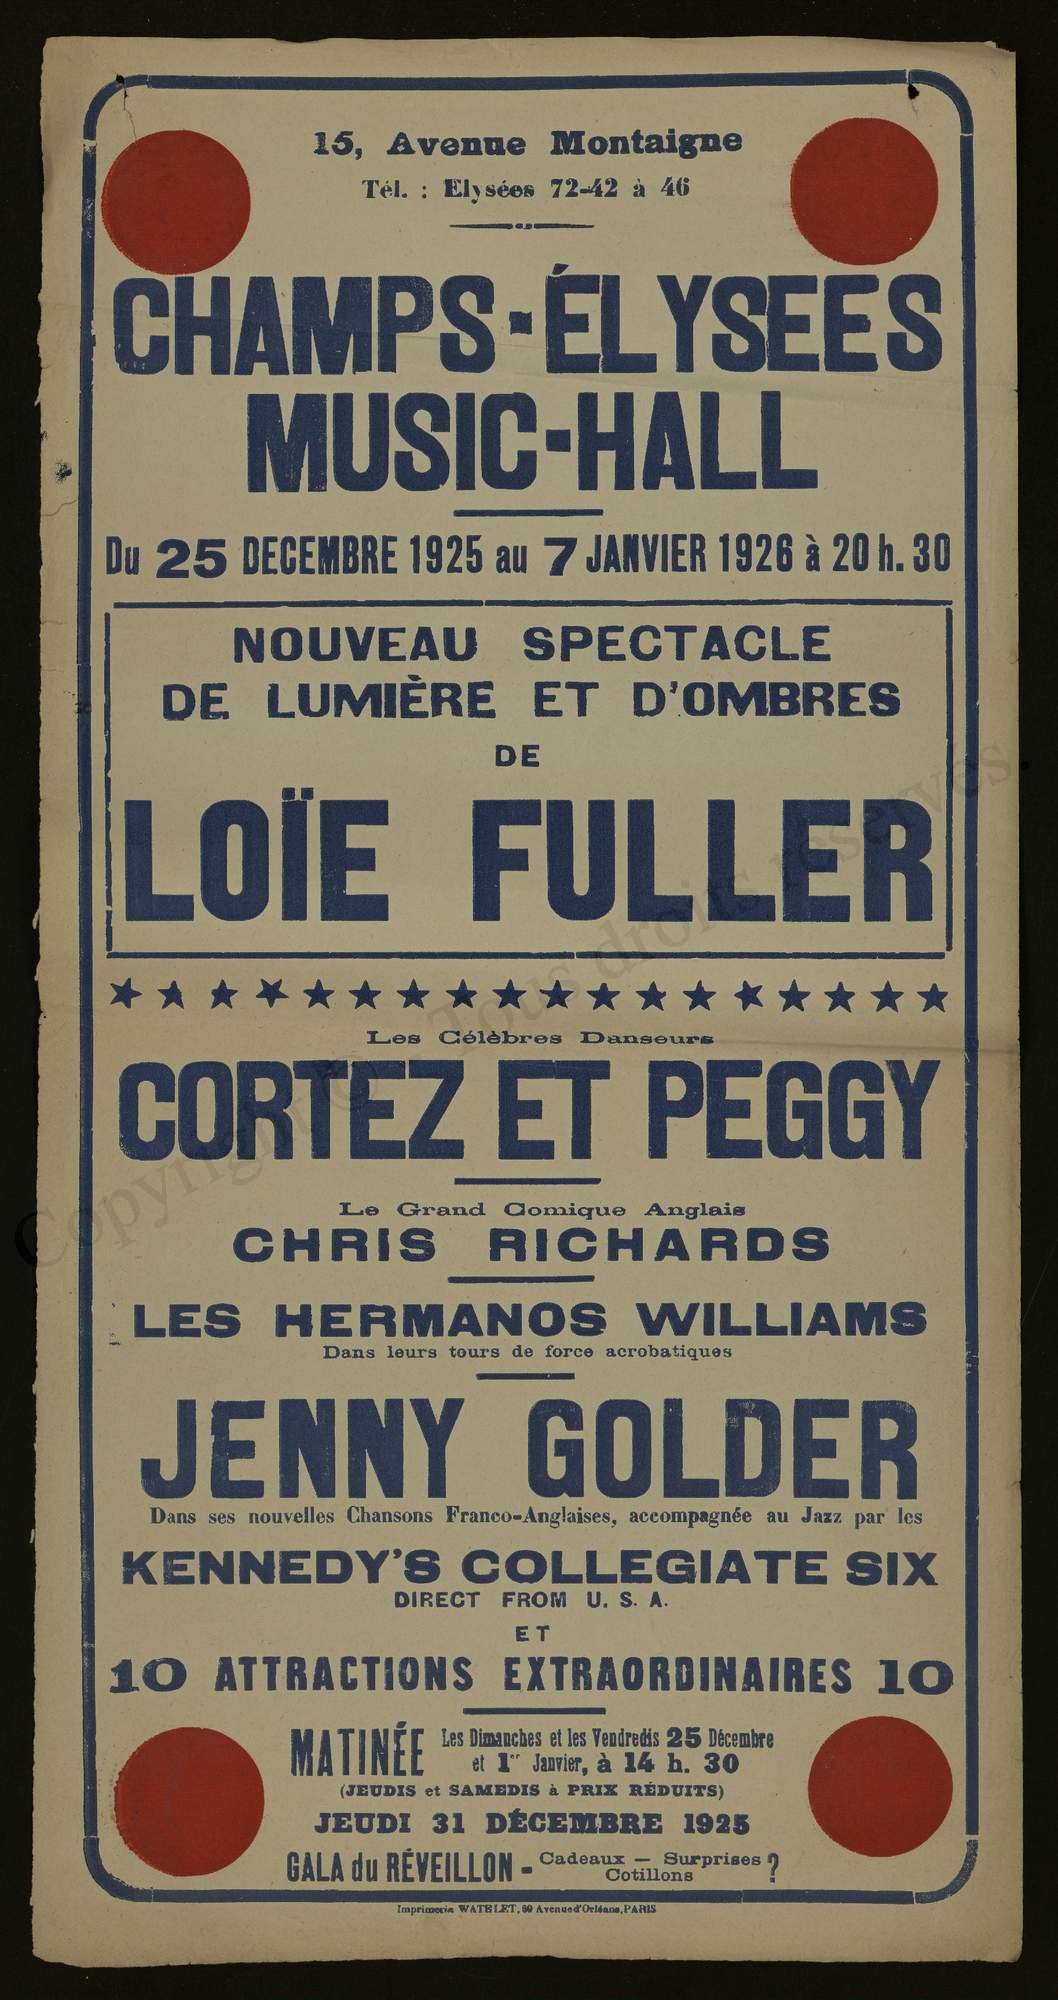 15, Avenue Montaigne
Tél. : Elysées 72-42 à 46
CHAMPS-ÉLYSEES
MUSIC-HALL
Du 25 DECEMBRE 1925 au 7 JANVIER 1926 à 20 h. 30
NOUVEAU SPECTACLE
DE LUMIÈRE ET D'OMBRES
DE
LOÏE FULLER
Les Célèbres Danseurs
CORTEZ ET PEGGY
Le Grand Comique Anglais
CHRIS RICHARDS
LES HERMANOS WILLIAMS
Dans leurs tours de force acrobatiques
JENNY GOLDER
Dans ses nouvelles Chansons Franco-Anglaises, accompagnée au Jazz par les
KENNEDY'S COLLEGIATE SIX
DIRECT FROM U. S. A.
ET
10 ATTRACTIONS EXTRAORDINAIRES 10
MATINÉE Les Dimanches et les Vendredis 25 Décembre
et 1er Janvier, à 14 h. 30
(JEUDIS et SAMEDIS à PRIX RÉDUITS)
JEUDI 31 DÉCEMBRE 1925
GALA du RÉVEILLON - Cadeaux — Surprises ?
Cotillons
Imprimerie WATELET, 89 Avenue d'Orléans, PARIS
Copyright © - Tous droits réservés.